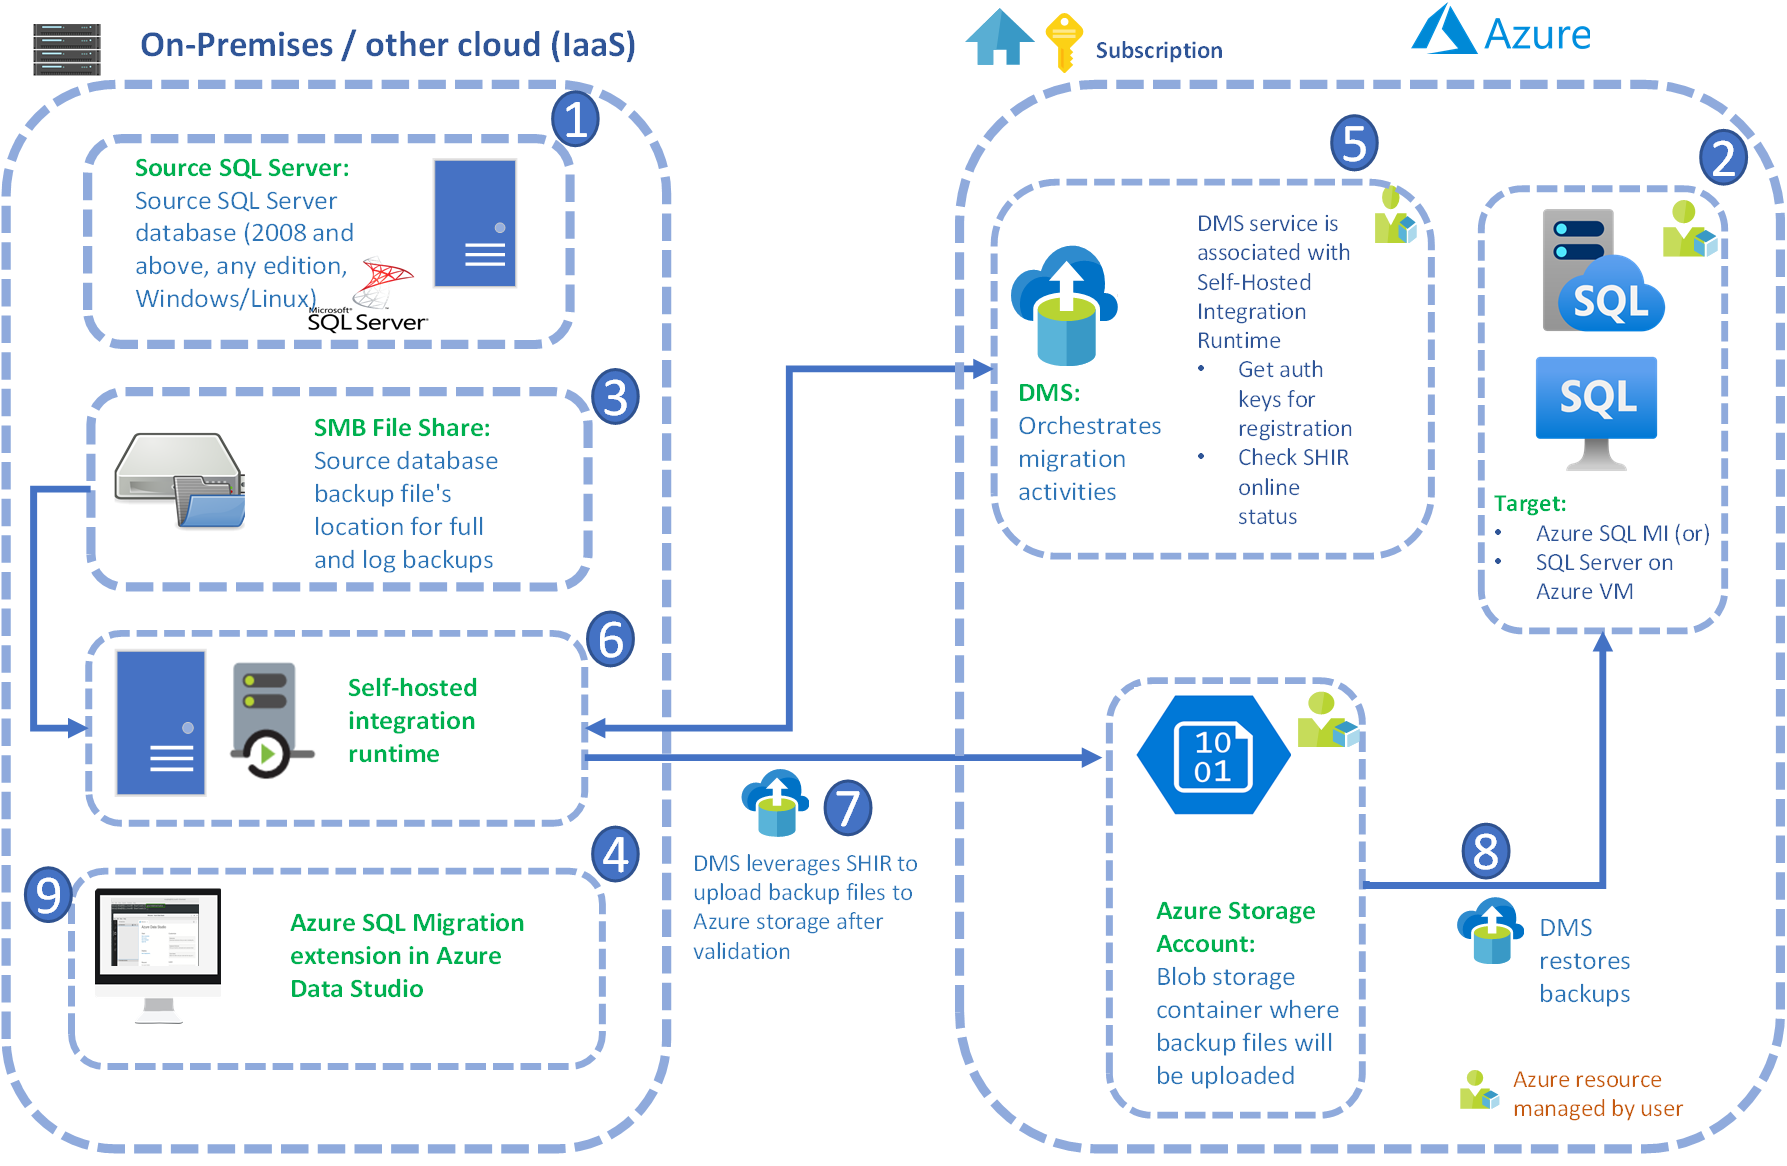 On-Premises / other cloud (IaaS)
Subscription
Azure
1
Source SQL Server:
Source SQL Server
database (2008 and
above, any edition,
Windows/Linux)
Microsoft®
SQL Server®
3
SMB File Share:
Source database
backup file's
location for full
and log backups
6
Self-hosted
integration
runtime
4
9
Azure SQL Migration
extension in Azure
Data Studio
7
DMS leverages SHIR to
upload backup files to
Azure storage after
validation
5
DMS:
Orchestrates
migration
activities
DMS service is
associated with
Self-Hosted
Integration
Runtime
• Get auth
keys for
registration
• Check SHIR
online
status
2
SQL
SQL
Target:
• Azure SQL MI (or)
• SQL Server on
Azure VM
10
01
Azure Storage
Account:
Blob storage
container where
backup files will
be uploaded
8
DMS
restores
backups
Azure resource
managed by user